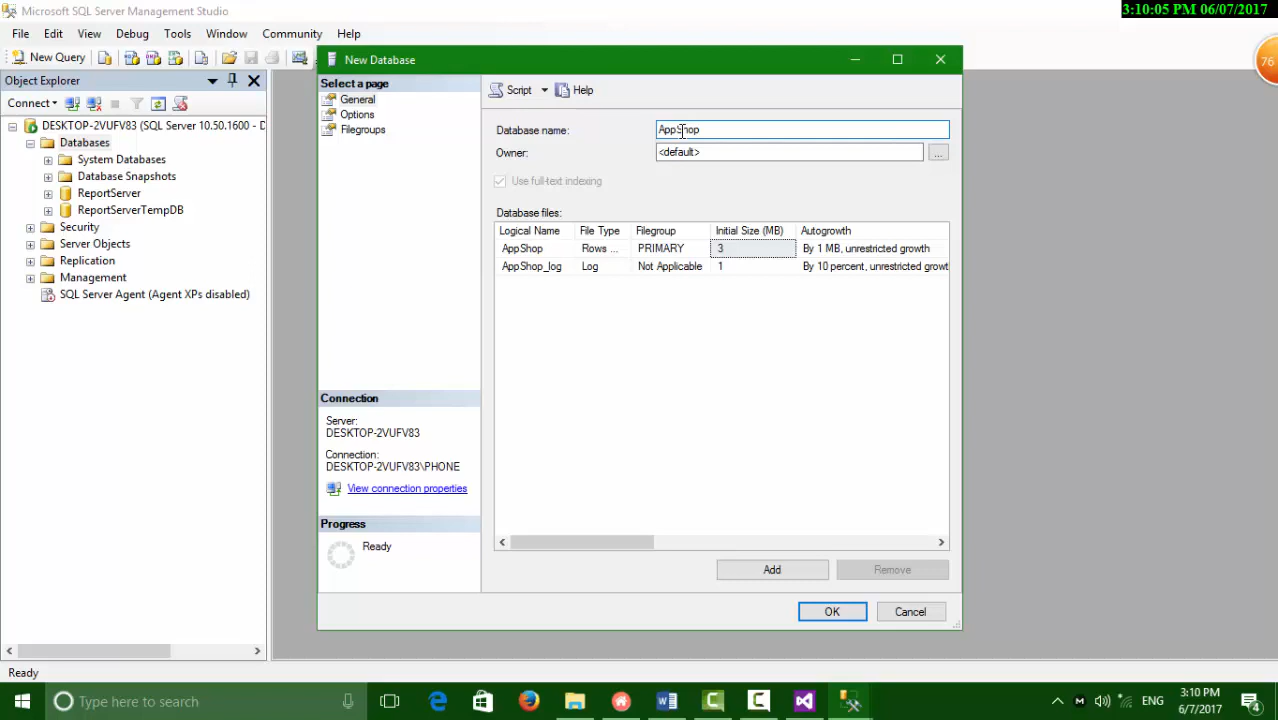 Microsoft SQL Server Management Studio
3:10:05 PM 06/07/2017
File Edit View Debug Tools Window Community Help
New Query
76
Object Explorer
Connect
DESKTOP-2VUFV83 (SQL Server 10.50.1600 - D
Databases
System Databases
Database Snapshots
ReportServer
ReportServerTempDB
Security
Server Objects
Replication
Management
SQL Server Agent (Agent XPs disabled)
New Database
Select a page
General
Options
Filegroups
Script Help
Database name: AppShop
Owner: <default> ...
Use full-text indexing
Database files:
Logical Name File Type Filegroup Initial Size (MB) Autogrowth
AppShop Rows ... PRIMARY 3 By 1 MB, unrestricted growth
AppShop_log Log Not Applicable 1 By 10 percent, unrestricted growt
Connection
Server:
DESKTOP-2VUFV83
Connection:
DESKTOP-2VUFV83\PHONE
View connection properties
Progress
Ready
Add Remove
OK Cancel
Ready
Type here to search
ENG
3:10 PM
6/7/2017
4